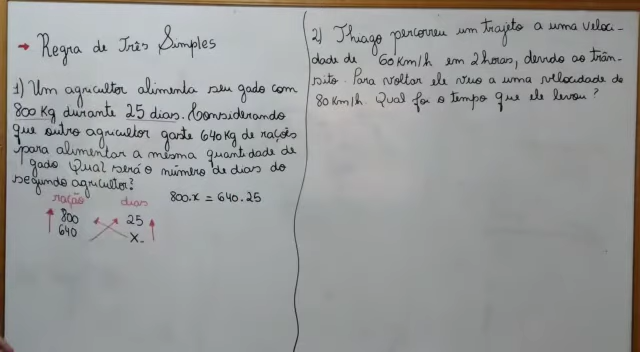 → Regra de Três Simples
1) Um agricultor alimenta seu gado com
800 Kg durante 25 dias. Considerando
que outro agricultor gaste 640 Kg de rações
para alimentar a mesma quantidade de
gado Qual será o número de dias do
segundo agricultor?
ração dias 800.x = 640.25
800 25
640 x
2) Thiago percorreu um trajeto a uma veloci-
dade de 60 Km/h em 2 horas, devido ao trân-
sito. Para voltar ele veio a uma velocidade de
80 Km/h. Qual foi o tempo que ele levou?